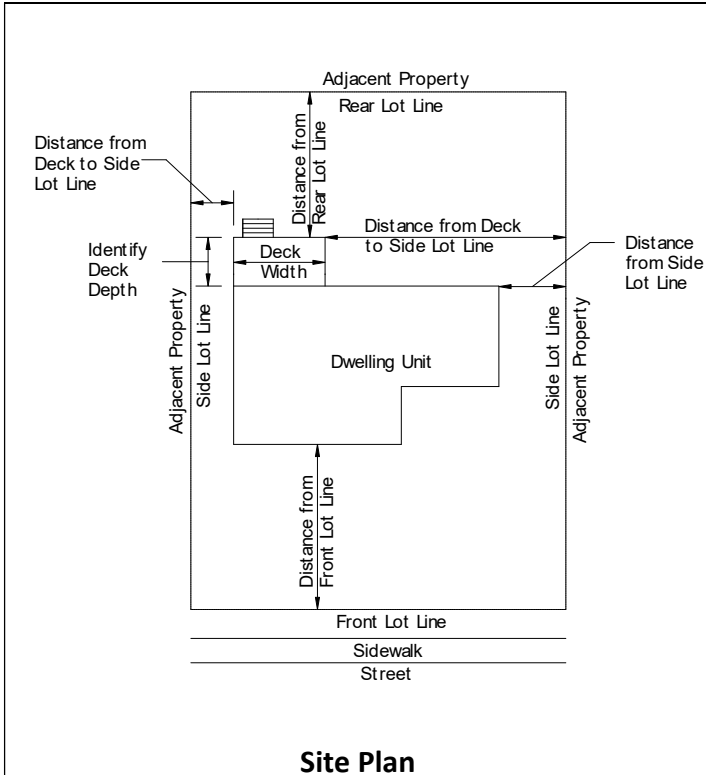 Adjacent Property
Rear Lot Line
Distance from
Deck to Side
Lot Line
Distance from
Rear Lot Line
Identify
Deck
Depth
Deck
Width
Distance from Deck
to Side Lot Line
Distance
from Side
Lot Line
Adjacent Property
Side Lot Line
Dwelling Unit
Side Lot Line
Adjacent Property
Distance from
Front Lot Line
Front Lot Line
Sidewalk
Street
Site Plan